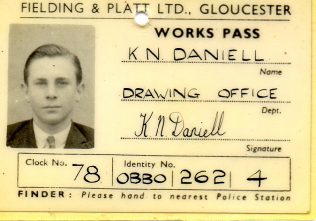 FIELDING & PLATT LTD., GLOUCESTER
WORKS PASS
K N DANIELL
Name
DRAWING OFFICE
Dept.
K N Daniell
Signature
Clock No. 78 Identity No. OBBO 262 4
FINDER: Please hand to nearest Police Station